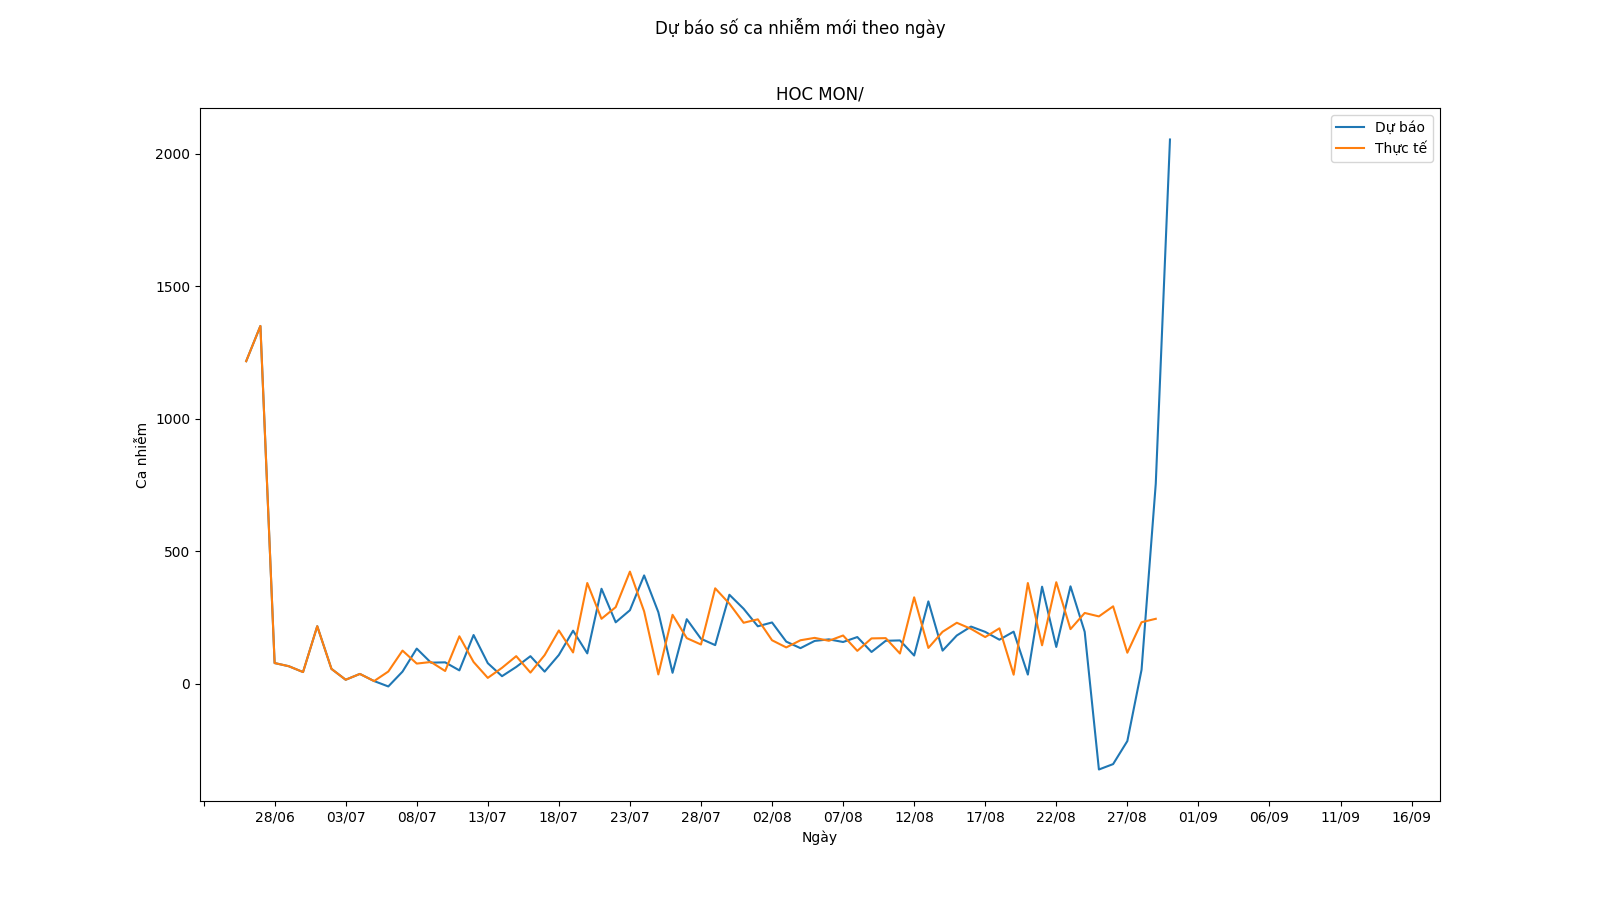 Dự báo số ca nhiễm mới theo ngày
HOC MON/
Dự báo
Thực tế
2000
1500
1000
500
0
Ca nhiễm
28/06 03/07 08/07 13/07 18/07 23/07 28/07 02/08 07/08 12/08 17/08 22/08 27/08 01/09 06/09 11/09 16/09
Ngày